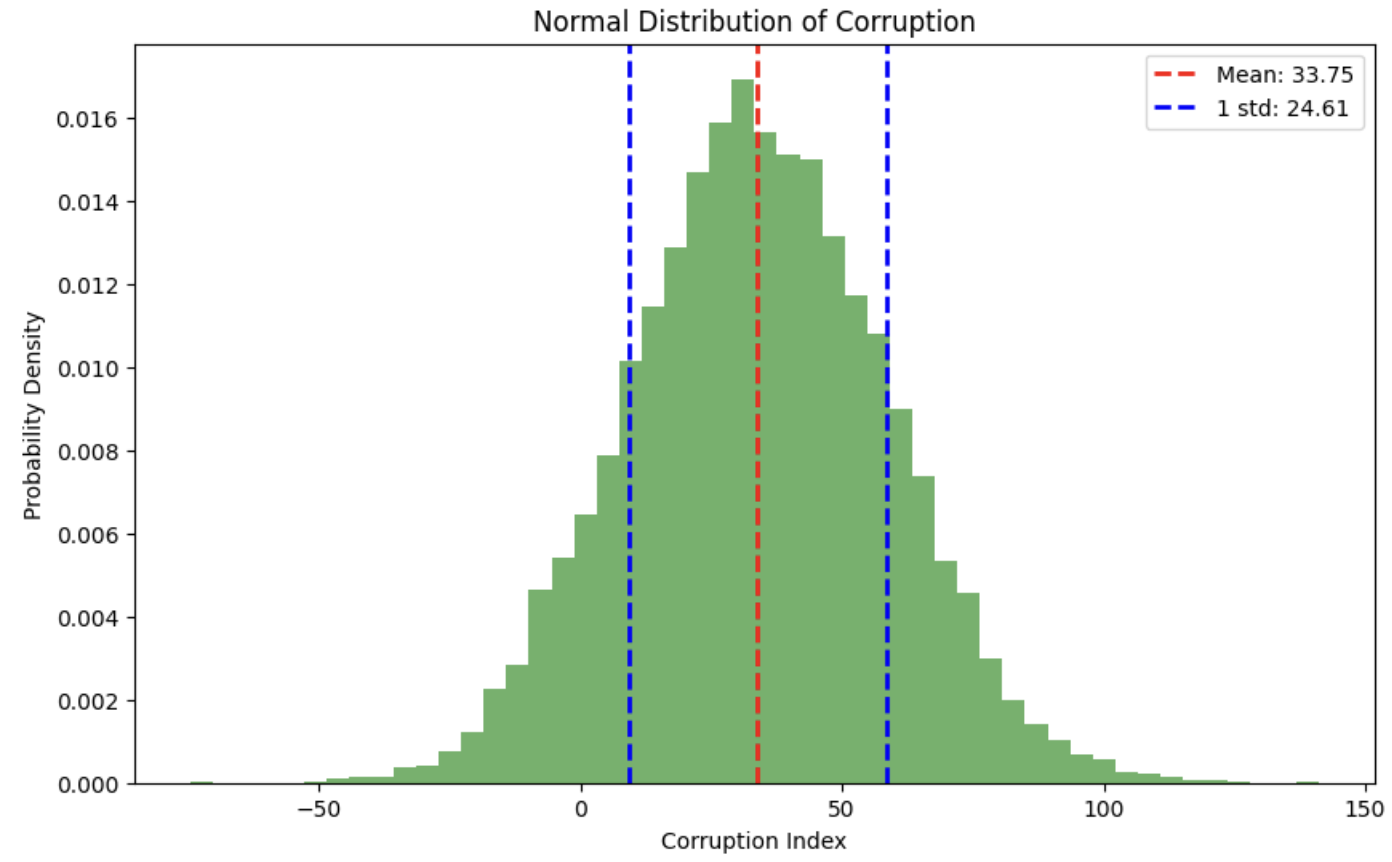 Normal Distribution of Corruption
Mean: 33.75
1 std: 24.61
0.016
0.014
0.012
0.010
0.008
0.006
0.004
0.002
0.000
Probability Density
−50
0
50
100
150
Corruption Index